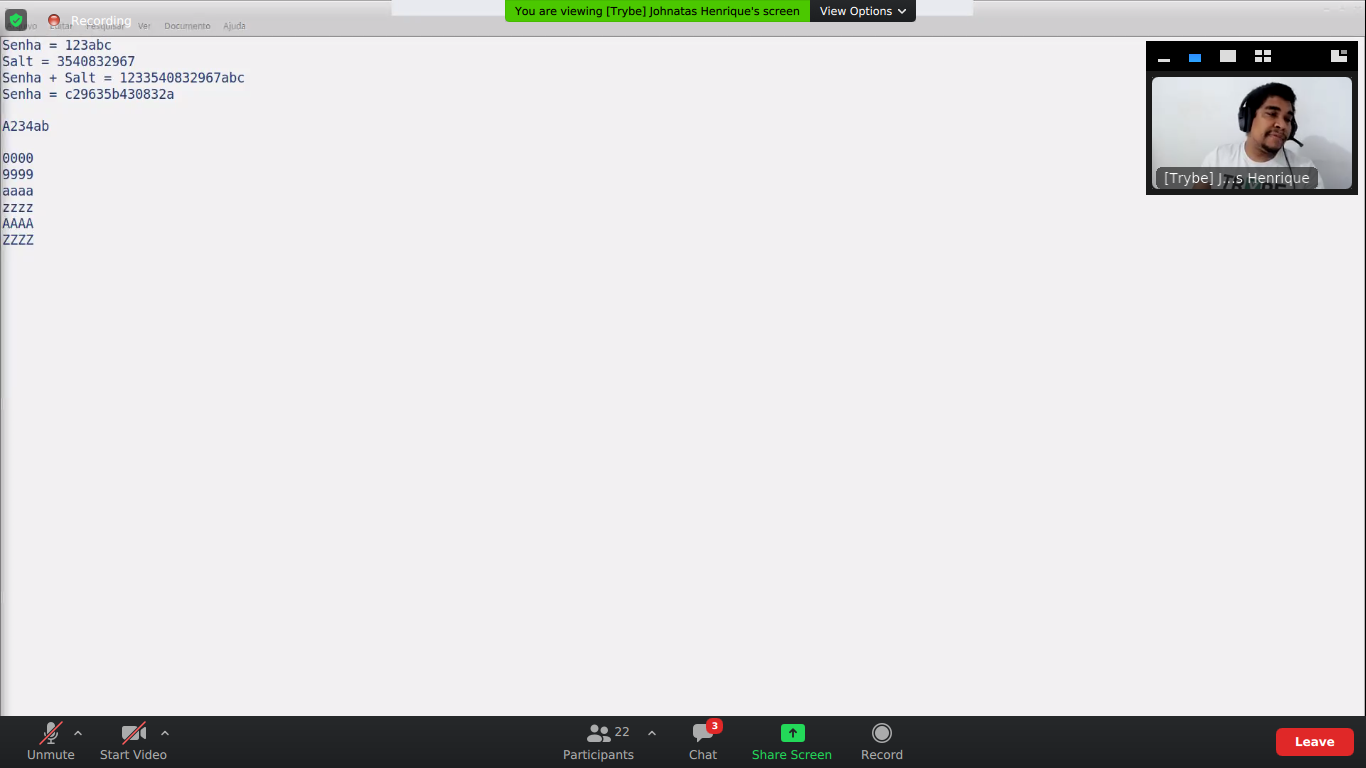 Recording
Editar Pesquisar Ver Documento Ajuda
You are viewing [Trybe] Johnatas Henrique's screen
View Options
Senha = 123abc
Salt = 3540832967
Senha + Salt = 1233540832967abc
Senha = c29635b430832a
A234ab
0000
9999
aaaa
zzzz
AAAA
ZZZZ
[Trybe] J...s Henrique
Unmute
Start Video
22
Participants
3
Chat
Share Screen
Record
Leave